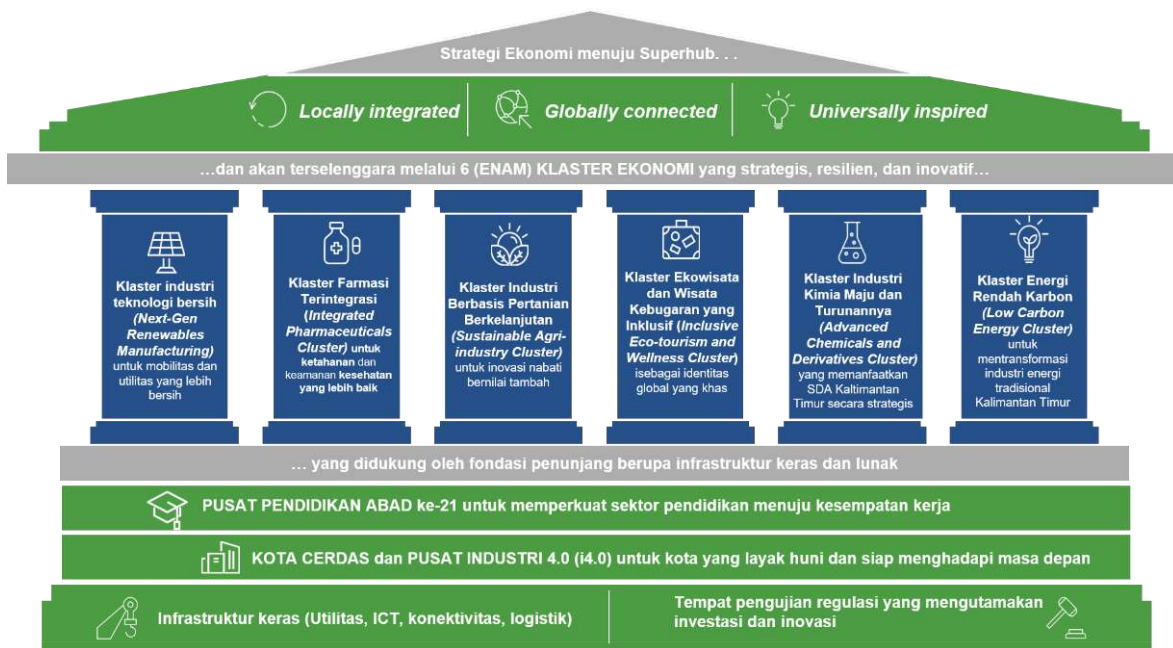 Strategi Ekonomi menuju Superhub. . .
Locally integrated
Globally connected
Universally inspired
…dan akan terselenggara melalui 6 (ENAM) KLASTER EKONOMI yang strategis, resilien, dan inovatif…
Klaster industri
teknologi bersih
(Next-Gen
Renewables
Manufacturing)
untuk mobilitas dan
utilitas yang lebih
bersih
Klaster Farmasi
Terintegrasi
(Integrated
Pharmaceuticals
Cluster) untuk
ketahanan dan
keamanan kesehatan
yang lebih baik
Klaster Industri
Berbasis Pertanian
Berkelanjutan
(Sustainable Agri-
industry Cluster)
untuk inovasi nabati
bernilai tambah
Klaster Ekowisata
dan Wisata
Kebugaran yang
Inklusif (Inclusive
Eco-tourism and
Wellness Cluster)
isebagai identitas
global yang khas
Klaster Industri
Kimia Maju dan
Turunannya
(Advanced
Chemicals and
Derivatives Cluster)
yang memanfaatkan
SDA Kaltimantan
Timur secara strategis
Klaster Energi
Rendah Karbon
(Low Carbon
Energy Cluster)
untuk
mentransformasi
industri energi
tradisional
Kalimantan Timur
… yang didukung oleh fondasi penunjang berupa infrastruktur keras dan lunak
PUSAT PENDIDIKAN ABAD ke-21 untuk memperkuat sektor pendidikan menuju kesempatan kerja
KOTA CERDAS dan PUSAT INDUSTRI 4.0 (i4.0) untuk kota yang layak huni dan siap menghadapi masa depan
Infrastruktur keras (Utilitas, ICT, konektivitas, logistik)
Tempat pengujian regulasi yang mengutamakan
investasi dan inovasi